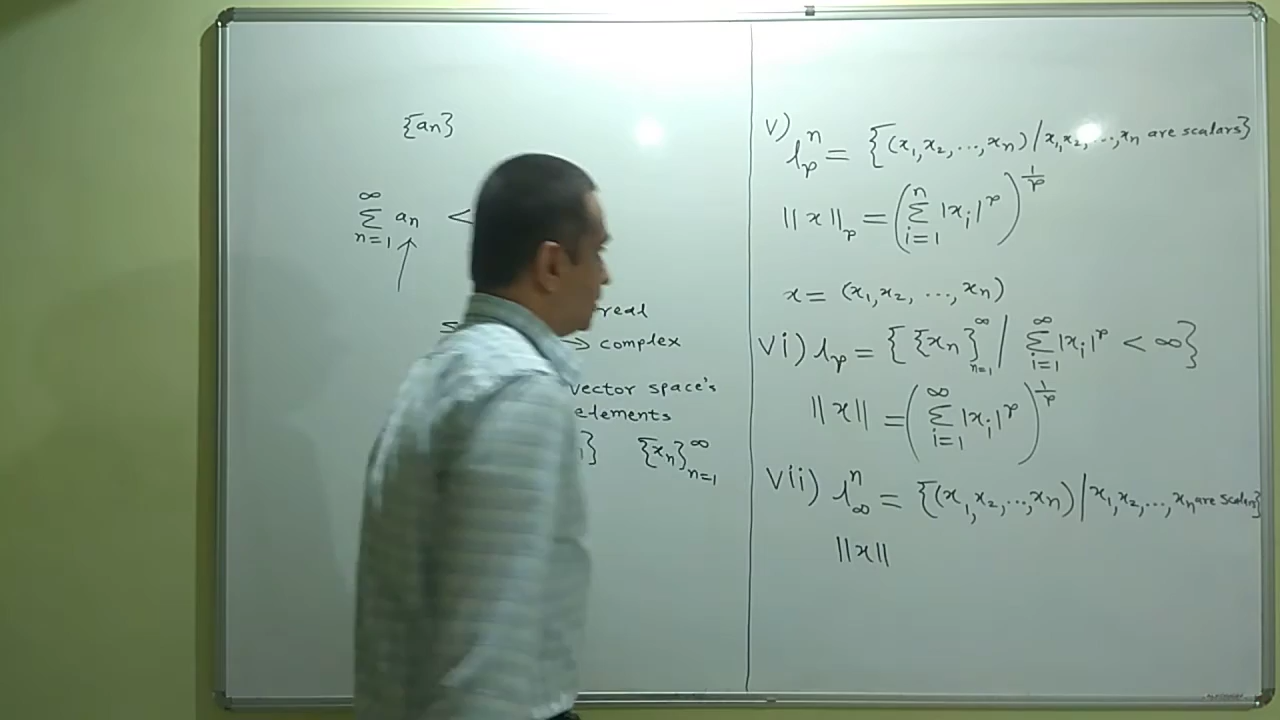 {an}
∞
∑ an <
n=1
real
→ complex
vector space's
elements
} {xn}∞n=1
v) lpⁿ = {(x1, x2, ..., xn) / x1, x2, ..., xn are scalars}
||x||p = (∑ⁿi=1 |xi|^p)^1/p
x = (x1, x2, ..., xn)
vi) lp = {{xn}∞n=1 / ∑∞i=1 |xi|^p < ∞}
||x|| = (∑∞i=1 |xi|^p)^1/p
vii) l∞ⁿ = {(x1, x2, ..., xn) / x1, x2, ..., xn are scalars}
||x||